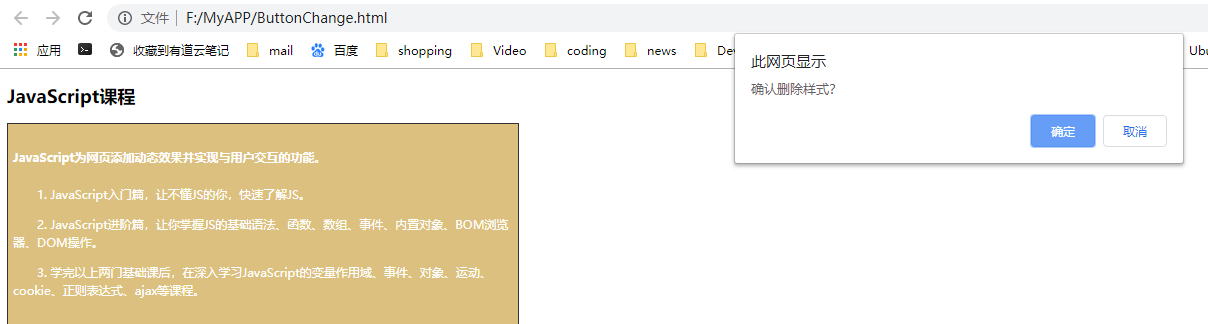 文件 | F:/MyAPP/ButtonChange.html
应用 收藏到有道云笔记 mail 百度 shopping Video coding news Dev Ubu
此网页显示
确认删除样式?
确定 取消
JavaScript课程
JavaScript为网页添加动态效果并实现与用户交互的功能。
1. JavaScript入门篇，让不懂JS的你，快速了解JS。
2. JavaScript进阶篇，让你掌握JS的基础语法、函数、数组、事件、内置对象、BOM浏览
器、DOM操作。
3. 学完以上两门基础课后，在深入学习JavaScript的变量作用域、事件、对象、运动、
cookie、正则表达式、ajax等课程。